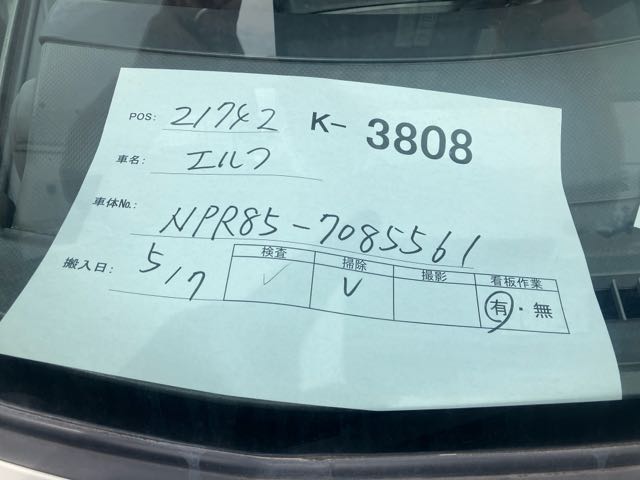 POS: 21742 K- 3808
車名: エルフ
車体No.: NPR85-7085561
搬入日: 5/7
検査 掃除 撮影 看板作業
✓ ✓ 有・無